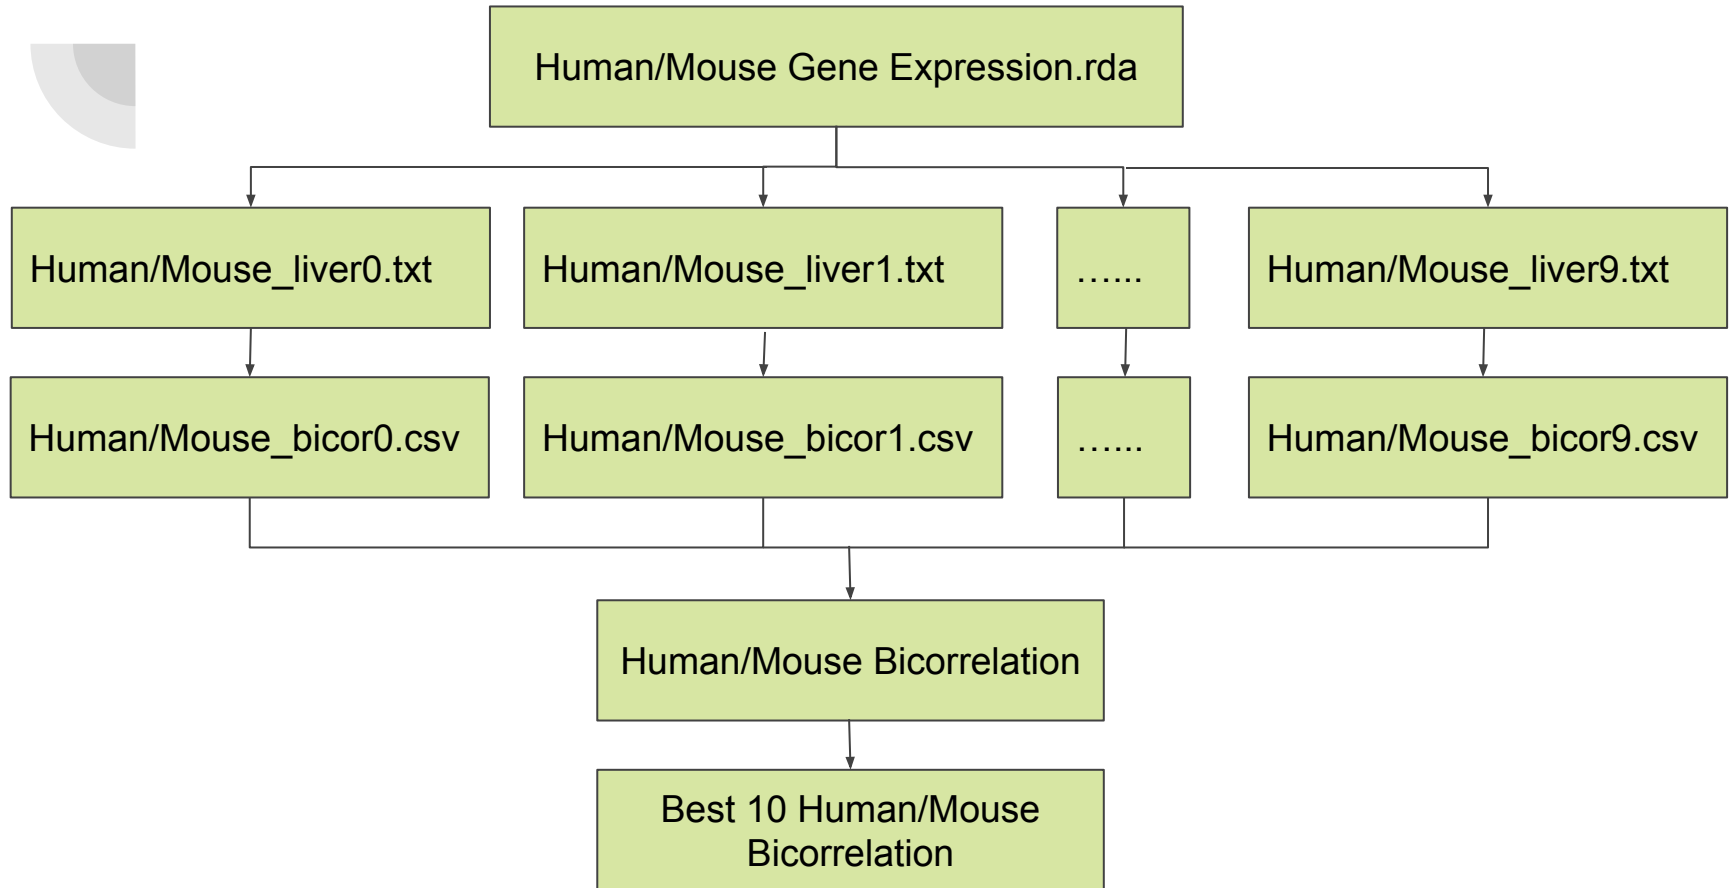 Human/Mouse Gene Expression.rda
Human/Mouse_liver0.txt
Human/Mouse_liver1.txt
…...
Human/Mouse_liver9.txt
Human/Mouse_bicor0.csv
Human/Mouse_bicor1.csv
…...
Human/Mouse_bicor9.csv
Human/Mouse Bicorrelation
Best 10 Human/Mouse
Bicorrelation